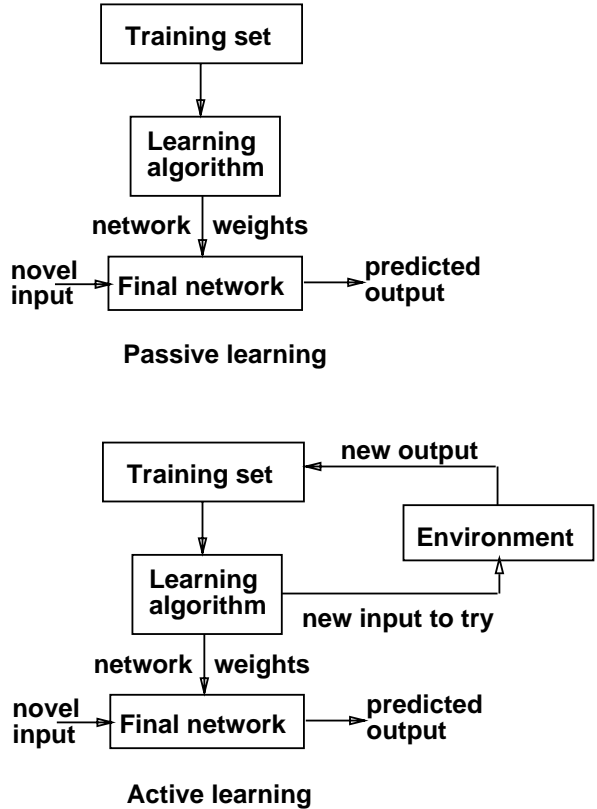 Training set
Learning
algorithm
network weights
novel
input
Final network
predicted
output
Passive learning
new output
Training set
Environment
Learning
algorithm
new input to try
network weights
novel
input
Final network
predicted
output
Active learning